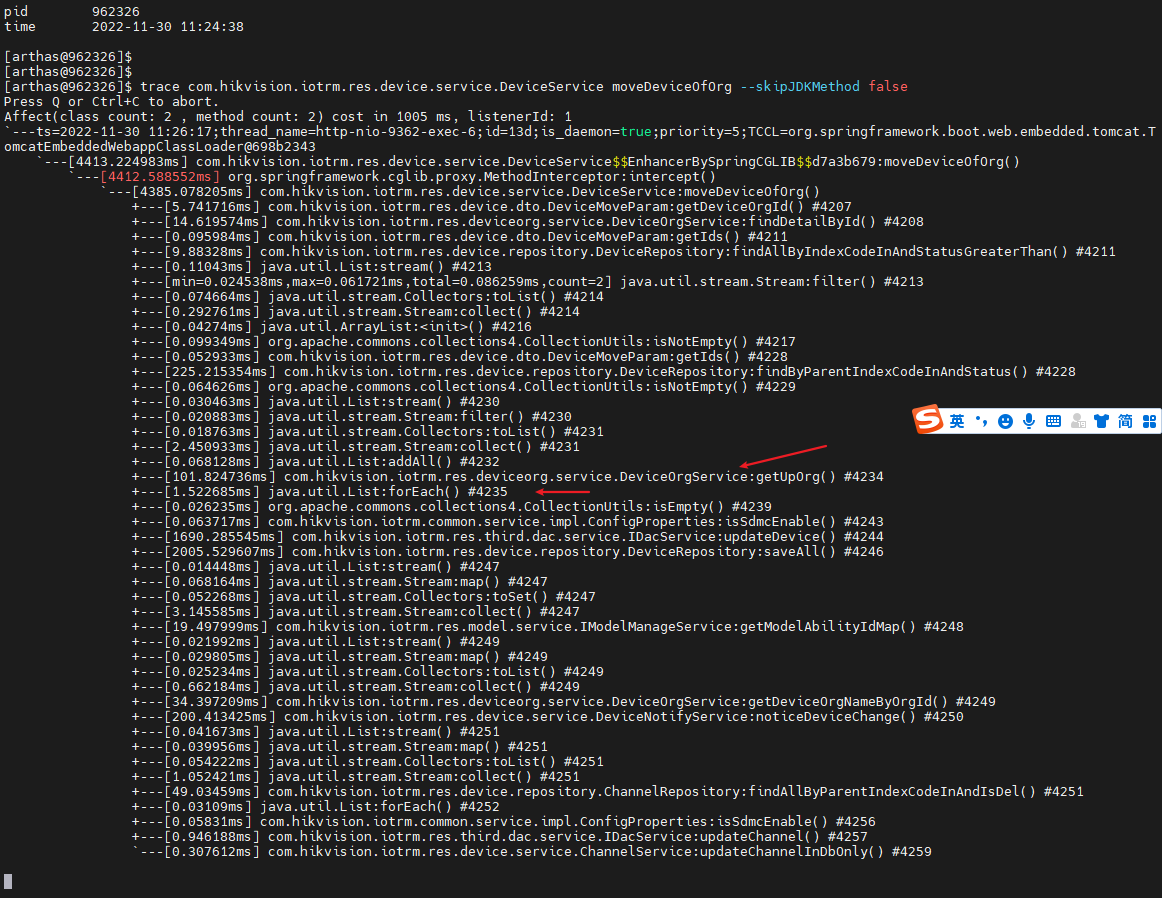 pid        962326
time       2022-11-30 11:24:38
[arthas@962326]$
[arthas@962326]$
[arthas@962326]$ trace com.hikvision.iotrm.res.device.service.DeviceService moveDeviceOfOrg --skipJDKMethod false
Press Q or Ctrl+C to abort.
Affect(class count: 2 , method count: 2) cost in 1005 ms, listenerId: 1
`---ts=2022-11-30 11:26:17;thread_name=http-nio-9362-exec-6;id=13d;is_daemon=true;priority=5;TCCL=org.springframework.boot.web.embedded.tomcat.T
omcatEmbeddedWebappClassLoader@698b2343
`---[4413.224983ms] com.hikvision.iotrm.res.device.service.DeviceService$$EnhancerBySpringCGLIB$$d7a3b679:moveDeviceOfOrg()
`---[4412.588552ms] org.springframework.cglib.proxy.MethodInterceptor:intercept()
`---[4385.078205ms] com.hikvision.iotrm.res.device.service.DeviceService:moveDeviceOfOrg()
+---[5.741716ms] com.hikvision.iotrm.res.device.dto.DeviceMoveParam:getDeviceOrgId() #4207
+---[14.619574ms] com.hikvision.iotrm.res.deviceorg.service.DeviceOrgService:findDetailById() #4208
+---[0.095984ms] com.hikvision.iotrm.res.device.dto.DeviceMoveParam:getIds() #4211
+---[9.88328ms] com.hikvision.iotrm.res.device.repository.DeviceRepository:findAllByIndexCodeInAndStatusGreaterThan() #4211
+---[0.11043ms] java.util.List:stream() #4213
+---[min=0.024538ms,max=0.061721ms,total=0.086259ms,count=2] java.util.stream.Stream:filter() #4213
+---[0.074664ms] java.util.stream.Collectors:toList() #4214
+---[0.292761ms] java.util.stream.Stream:collect() #4214
+---[0.04274ms] java.util.ArrayList:<init>() #4216
+---[0.099349ms] org.apache.commons.collections4.CollectionUtils:isNotEmpty() #4217
+---[0.052933ms] com.hikvision.iotrm.res.device.dto.DeviceMoveParam:getIds() #4228
+---[225.215354ms] com.hikvision.iotrm.res.device.repository.DeviceRepository:findByParentIndexCodeInAndStatus() #4228
+---[0.064626ms] org.apache.commons.collections4.CollectionUtils:isNotEmpty() #4229
+---[0.030463ms] java.util.List:stream() #4230
+---[0.020883ms] java.util.stream.Stream:filter() #4230
+---[0.018763ms] java.util.stream.Collectors:toList() #4231
+---[2.450933ms] java.util.stream.Stream:collect() #4231
+---[0.068128ms] java.util.List:addAll() #4232
+---[101.824736ms] com.hikvision.iotrm.res.deviceorg.service.DeviceOrgService:getUpOrg() #4234
+---[1.522685ms] java.util.List:forEach() #4235
+---[0.026235ms] org.apache.commons.collections4.CollectionUtils:isEmpty() #4239
+---[0.063717ms] com.hikvision.iotrm.common.service.impl.ConfigProperties:isSdmcEnable() #4243
+---[1690.285545ms] com.hikvision.iotrm.res.third.dac.service.IDacService:updateDevice() #4244
+---[2005.529607ms] com.hikvision.iotrm.res.device.repository.DeviceRepository:saveAll() #4246
+---[0.014448ms] java.util.List:stream() #4247
+---[0.068164ms] java.util.stream.Stream:map() #4247
+---[0.052268ms] java.util.stream.Collectors:toSet() #4247
+---[3.145585ms] java.util.stream.Stream:collect() #4247
+---[19.497999ms] com.hikvision.iotrm.res.model.service.IModelManageService:getModelAbilityIdMap() #4248
+---[0.021992ms] java.util.List:stream() #4249
+---[0.029805ms] java.util.stream.Stream:map() #4249
+---[0.025234ms] java.util.stream.Collectors:toList() #4249
+---[0.662184ms] java.util.stream.Stream:collect() #4249
+---[34.397209ms] com.hikvision.iotrm.res.deviceorg.service.DeviceOrgService:getDeviceOrgNameByOrgId() #4249
+---[200.413425ms] com.hikvision.iotrm.res.device.service.DeviceNotifyService:noticeDeviceChange() #4250
+---[0.041673ms] java.util.List:stream() #4251
+---[0.039956ms] java.util.stream.Stream:map() #4251
+---[0.054222ms] java.util.stream.Collectors:toList() #4251
+---[1.052421ms] java.util.stream.Stream:collect() #4251
+---[49.03459ms] com.hikvision.iotrm.res.device.repository.ChannelRepository:findAllByParentIndexCodeInAndIsDel() #4251
+---[0.03109ms] java.util.List:forEach() #4252
+---[0.05831ms] com.hikvision.iotrm.common.service.impl.ConfigProperties:isSdmcEnable() #4256
+---[0.946188ms] com.hikvision.iotrm.res.third.dac.service.IDacService:updateChannel() #4257
`---[0.307612ms] com.hikvision.iotrm.res.device.service.ChannelService:updateChannelInDbOnly() #4259
S 英 简